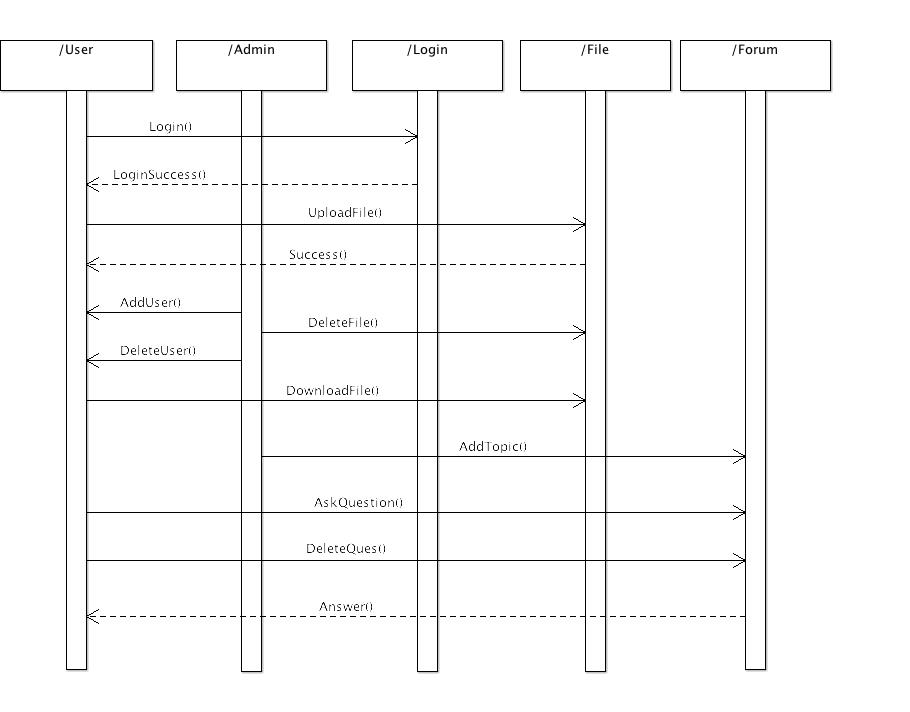 /User
/Admin
/Login
/File
/Forum
Login()
LoginSuccess()
UploadFile()
Success()
AddUser()
DeleteFile()
DeleteUser()
DownloadFile()
AddTopic()
AskQuestion()
DeleteQues()
Answer()